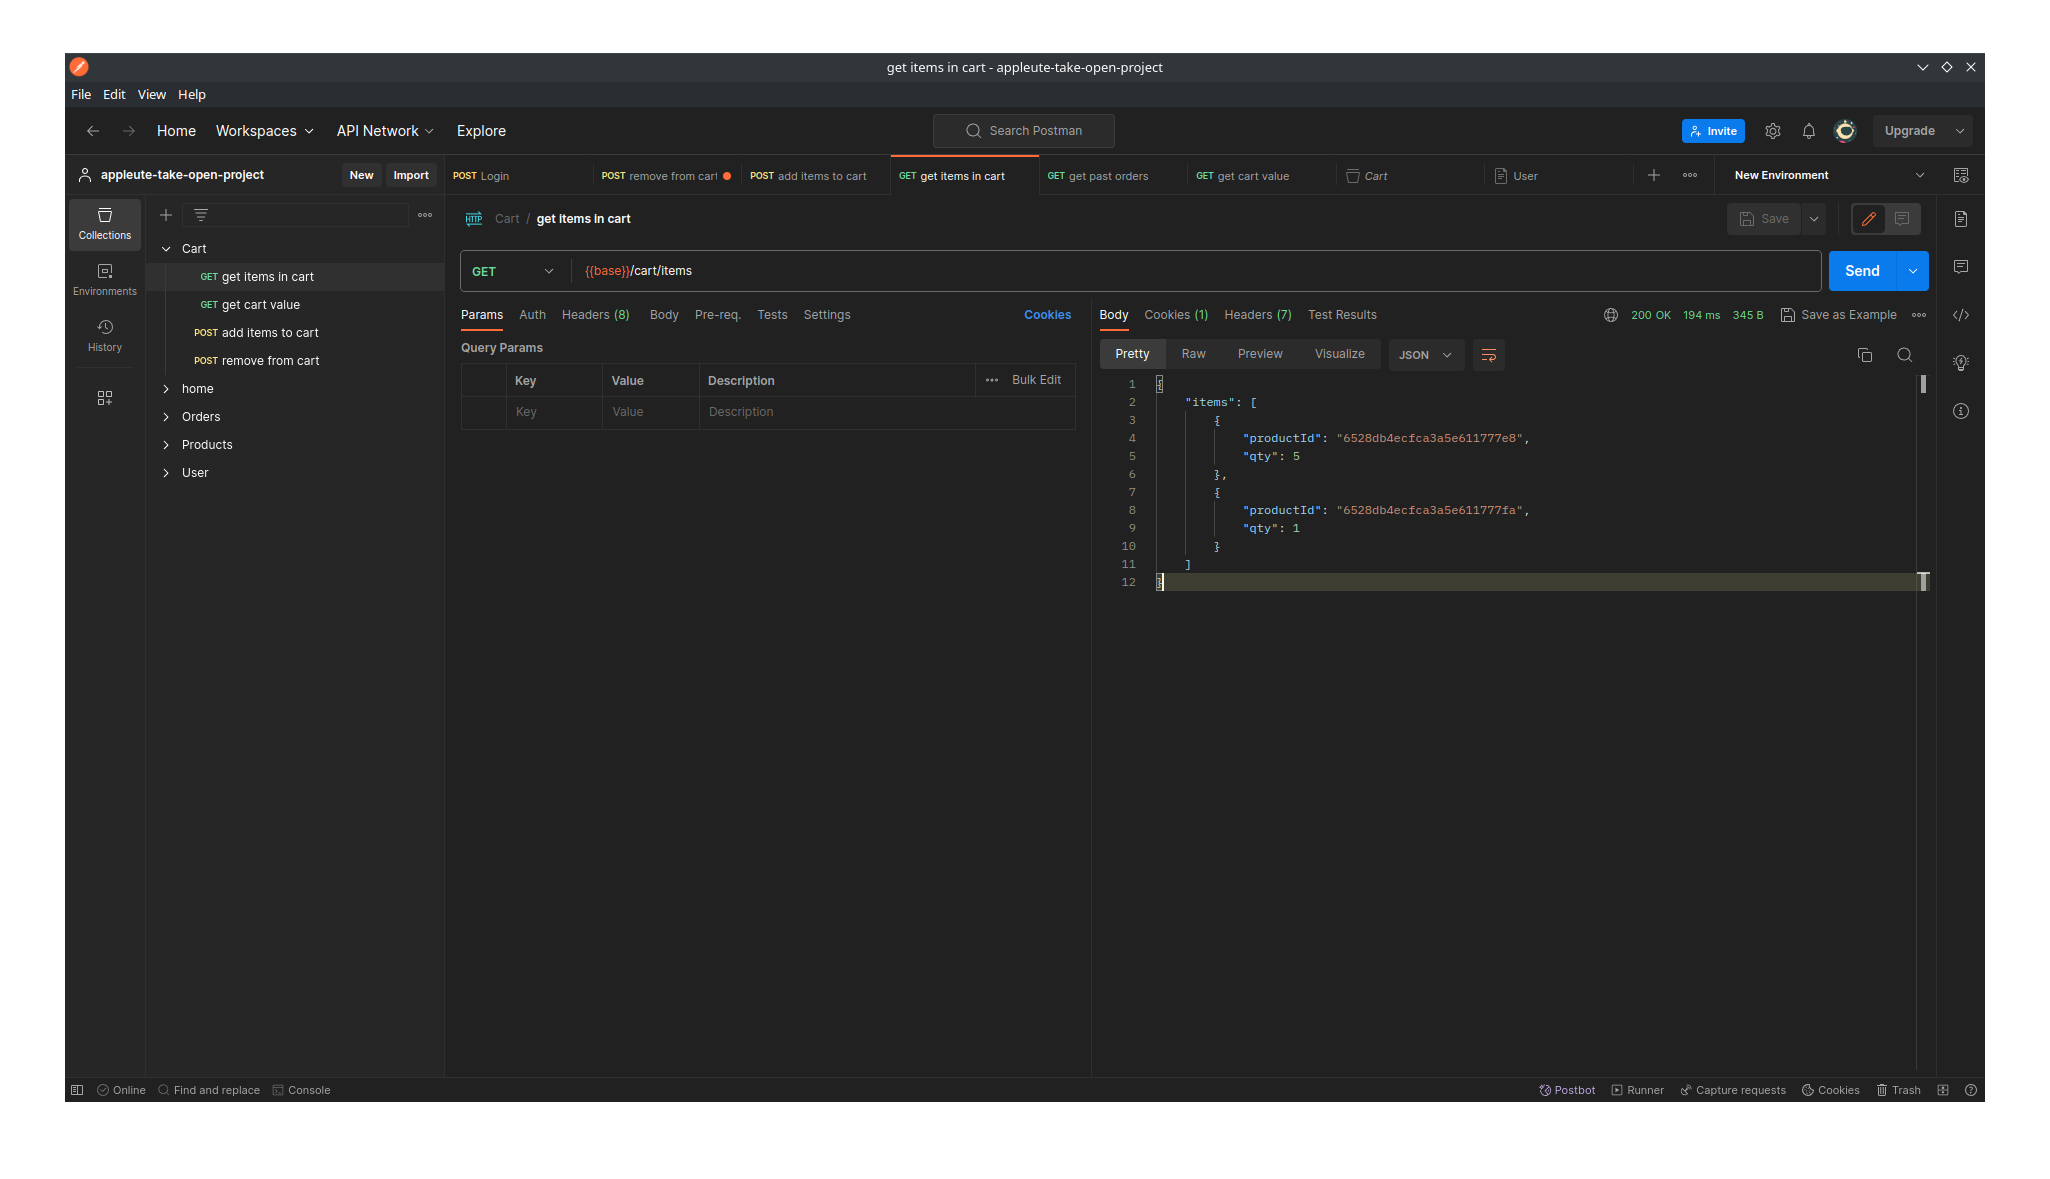 get items in cart - appleute-take-open-project
File Edit View Help
Home Workspaces API Network Explore
Search Postman
Invite
Upgrade
appleute-take-open-project
New Import
POST Login
POST remove from cart
POST add items to cart
GET get items in cart
GET get past orders
GET get cart value
Cart
User
New Environment
Collections
Environments
History
Cart
GET get items in cart
GET get cart value
POST add items to cart
POST remove from cart
home
Orders
Products
User
HTTP Cart / get items in cart
Save
GET {{base}}/cart/items
Send
Params Auth Headers (8) Body Pre-req. Tests Settings Cookies
Query Params
Key Value Description Bulk Edit
Key Value Description
Body Cookies (1) Headers (7) Test Results
200 OK 194 ms 345 B Save as Example
Pretty Raw Preview Visualize JSON
1 {
2 "items": [
3 {
4 "productId": "6528db4ecfca3a5e611777e8",
5 "qty": 5
6 },
7 {
8 "productId": "6528db4ecfca3a5e611777fa",
9 "qty": 1
10 }
11 ]
12 }
Online Find and replace Console
Postbot Runner Capture requests Cookies Trash